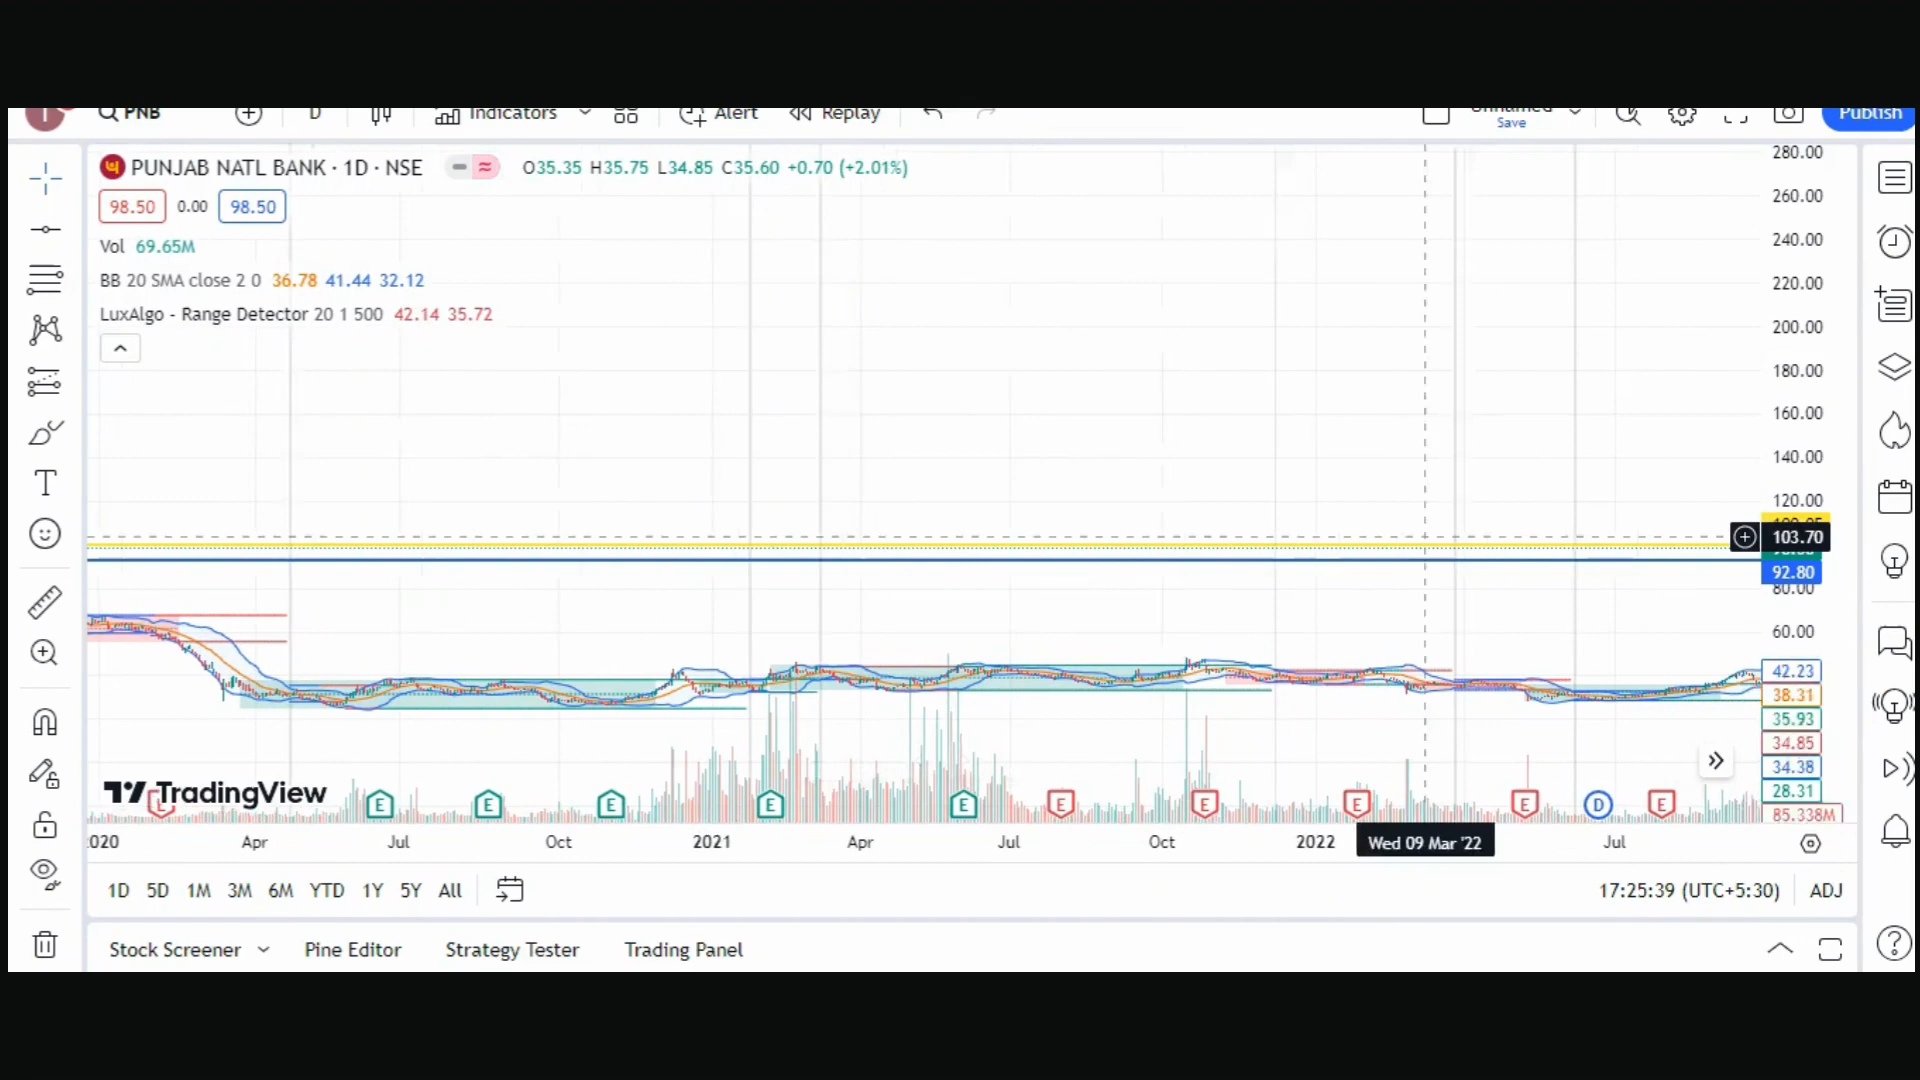 PNB D Indicators Alert Replay Unnamed Save Publish
PUNJAB NATL BANK · 1D · NSE O35.35 H35.75 L34.85 C35.60 +0.70 (+2.01%)
98.50 0.00 98.50
Vol 69.65M
BB 20 SMA close 2 0 36.78 41.44 32.12
LuxAlgo - Range Detector 20 1 500 42.14 35.72
280.00
260.00
240.00
220.00
200.00
180.00
160.00
140.00
120.00
103.70
92.80
80.00
60.00
42.23
38.31
35.93
34.85
34.38
28.31
85.338M
TradingView
E E E E E E E E E E D E
2020 Apr Jul Oct 2021 Apr Jul Oct 2022 Wed 09 Mar '22 Jul
1D 5D 1M 3M 6M YTD 1Y 5Y All 17:25:39 (UTC+5:30) ADJ
Stock Screener Pine Editor Strategy Tester Trading Panel